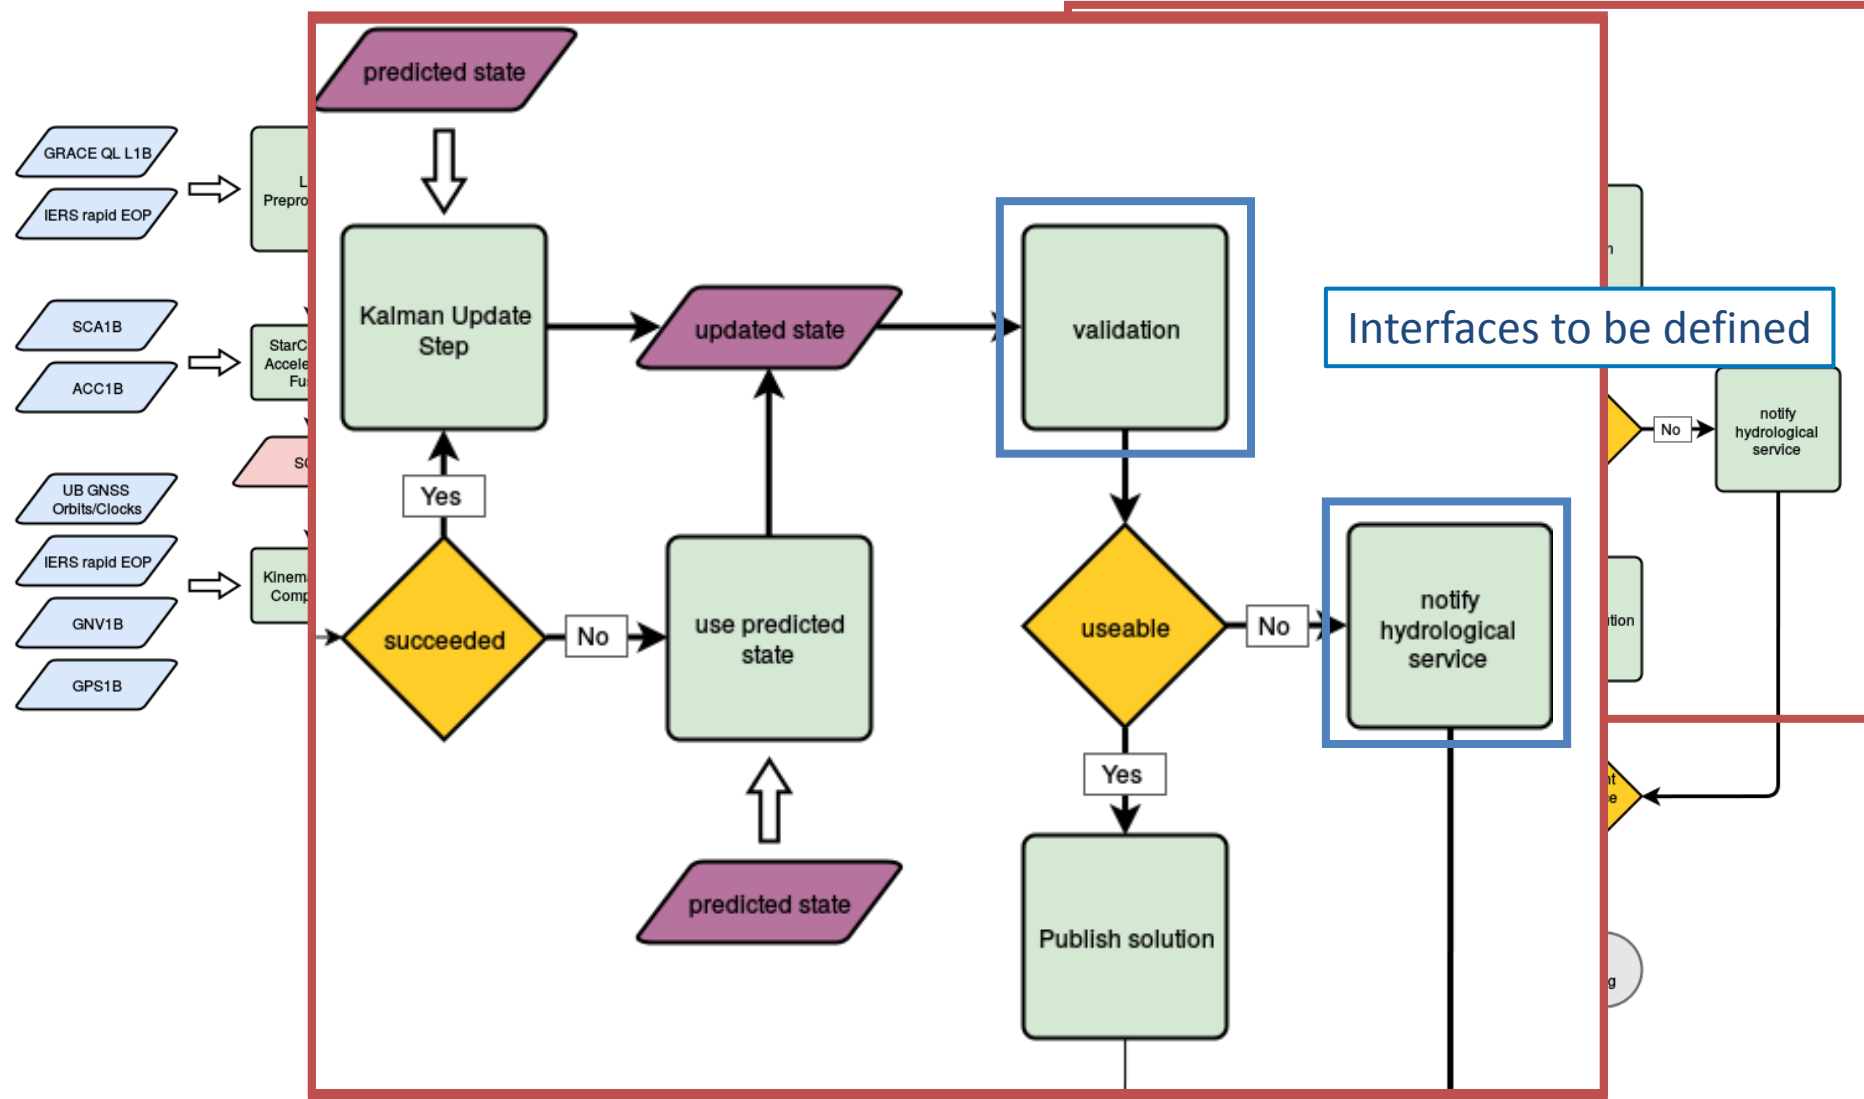 predicted state
GRACE QL L1B
IERS rapid EOP
Kalman Update
Step
updated state
validation
Interfaces to be defined
SCA1B
ACC1B
Yes
No
notify
hydrological
service
UB GNSS
Orbits/Clocks
IERS rapid EOP
GNV1B
GPS1B
succeeded
No
use predicted
state
useable
No
notify
hydrological
service
Yes
predicted state
Publish solution